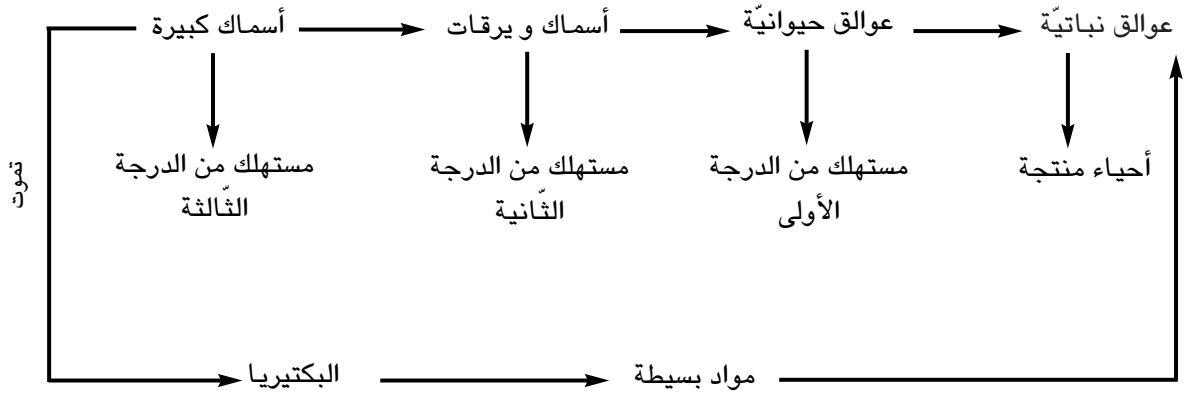 عوالق نباتيّة
عوالق حيوانيّة
أسماك و يرقات
أسماك كبيرة
أحياء منتجة
مستهلك من الدرجة
الأولى
مستهلك من الدرجة
الثّانية
مستهلك من الدرجة
الثّالثة
تموت
البكتيريا
مواد بسيطة